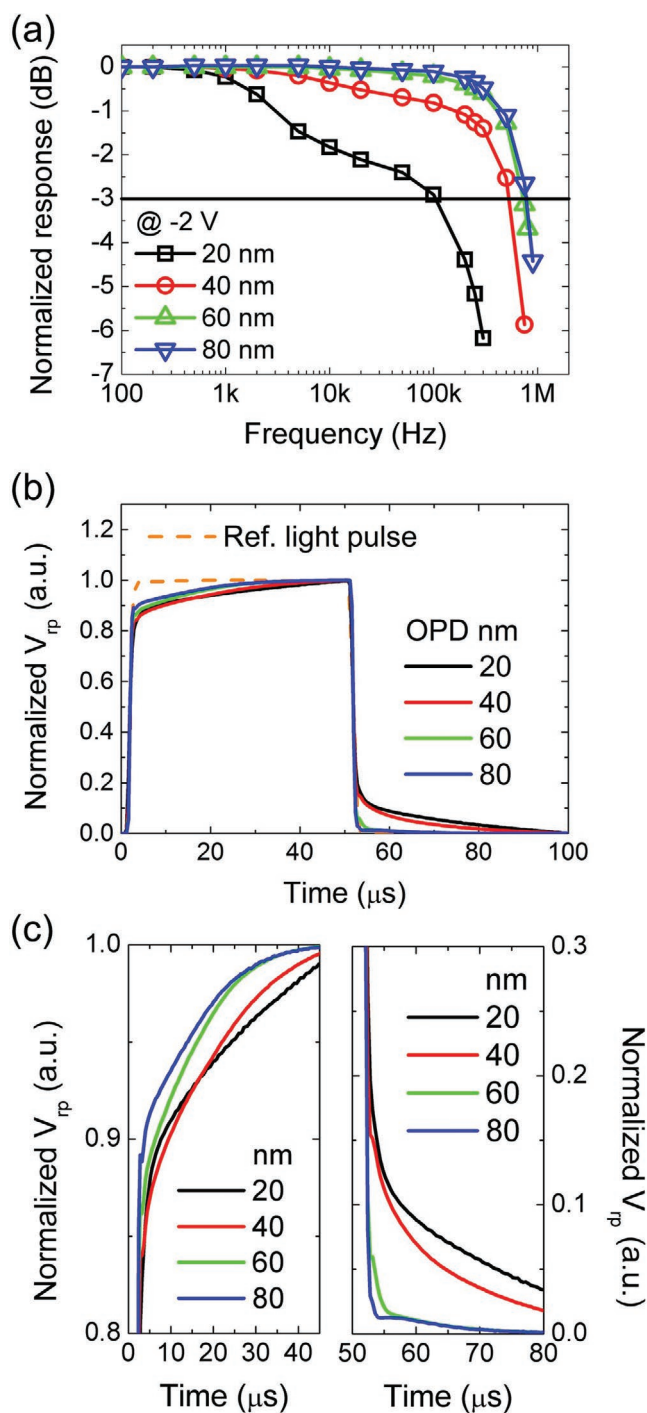 (a)
Normalized response (dB)
0
-1
-2
-3
-4
-5
-6
-7
@ -2 V
20 nm
40 nm
60 nm
80 nm
100 1k 10k 100k 1M
Frequency (Hz)
(b)
Normalized V_rp (a.u.)
1.2
1.0
0.8
0.6
0.4
0.2
0.0
Ref. light pulse
OPD nm
20
40
60
80
0 20 40 60 80 100
Time (μs)
(c)
Normalized V_rp (a.u.)
1.0
0.9
0.8
nm
20
40
60
80
0 10 20 30 40
Time (μs)
nm
20
40
60
80
0.3
0.2
0.1
0.0
Normalized V_rp (a.u.)
50 60 70 80
Time (μs)